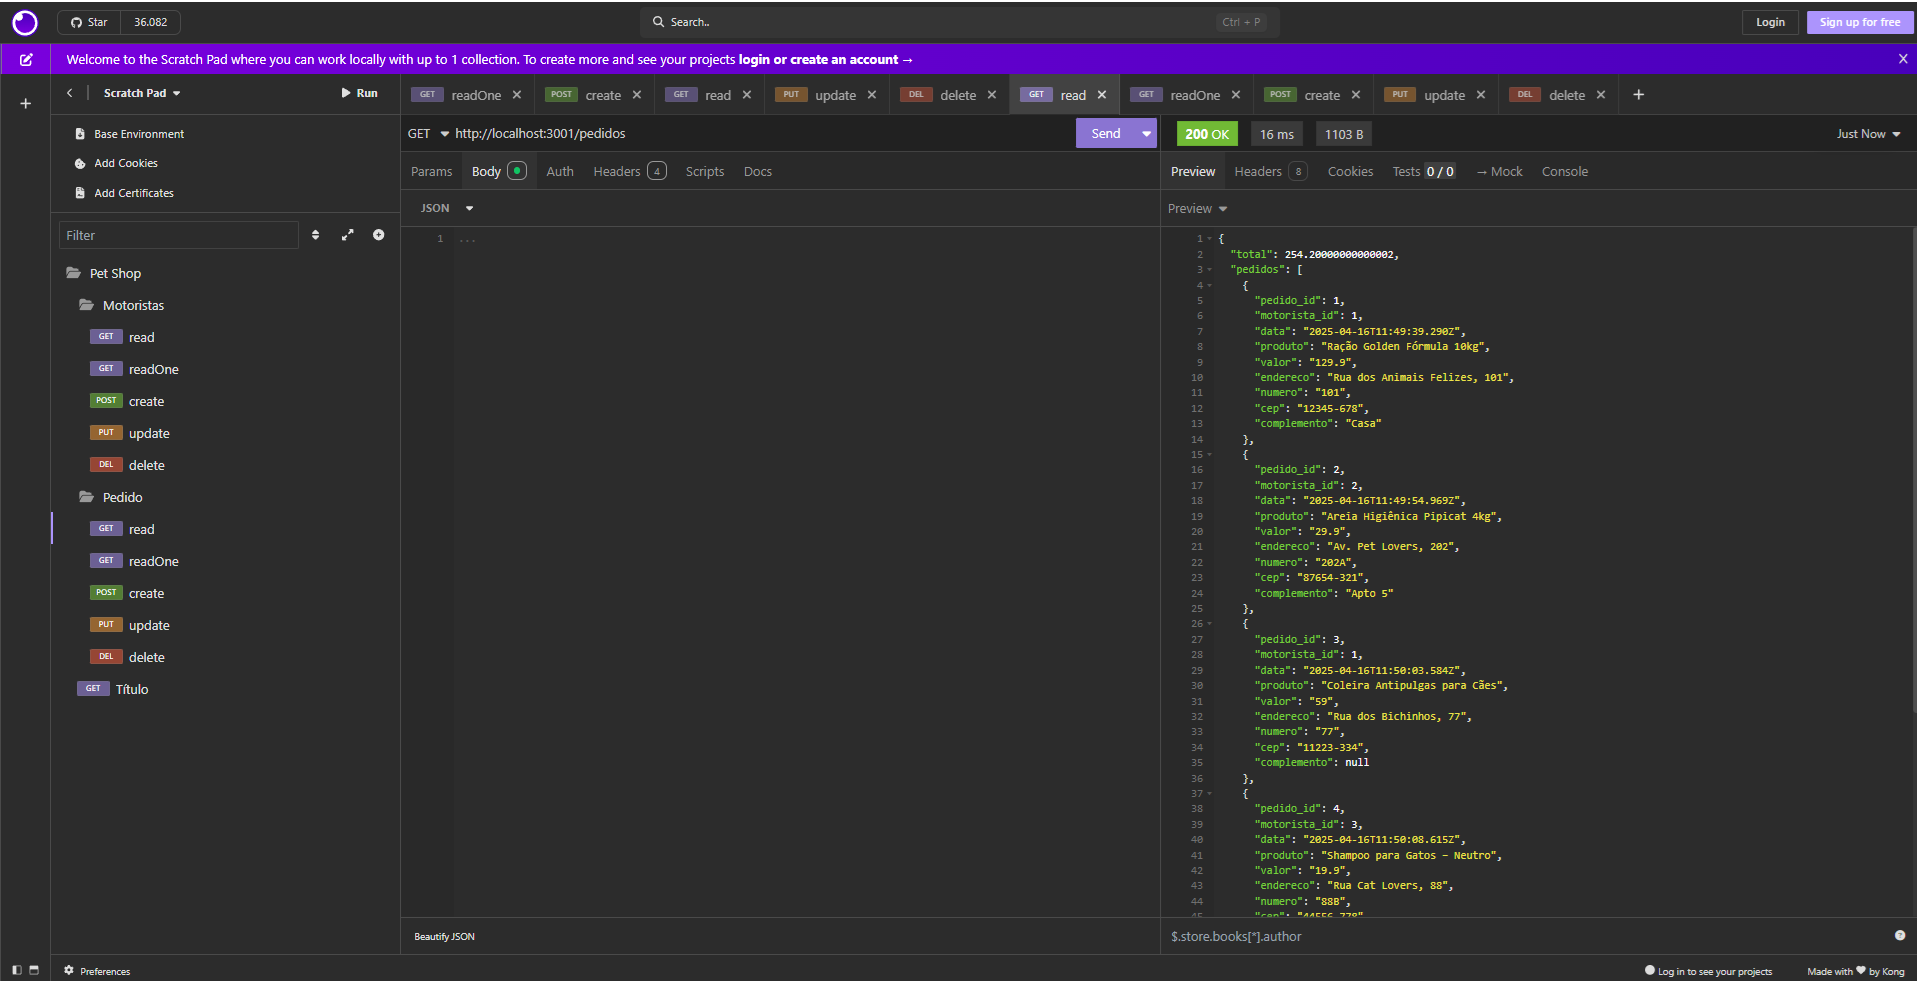 Star 36.082 Search.. Ctrl + P Login Sign up for free
Welcome to the Scratch Pad where you can work locally with up to 1 collection. To create more and see your projects login or create an account →
Scratch Pad Run
Base Environment
Add Cookies
Add Certificates
Filter
Pet Shop
Motoristas
GET read
GET readOne
POST create
PUT update
DEL delete
Pedido
GET read
GET readOne
POST create
PUT update
DEL delete
GET Título
GET readOne POST create GET read PUT update DEL delete GET read GET readOne POST create PUT update DEL delete
GET http://localhost:3001/pedidos Send
Params Body Auth Headers 4 Scripts Docs
JSON
1 ...
Beautify JSON
200 OK 16 ms 1103 B Just Now
Preview Headers 8 Cookies Tests 0 / 0 → Mock Console
Preview
1 {
2 "total": 254.20000000000002,
3 "pedidos": [
4 {
5 "pedido_id": 1,
6 "motorista_id": 1,
7 "data": "2025-04-16T11:49:39.290Z",
8 "produto": "Ração Golden Fórmula 10kg",
9 "valor": "129.9",
10 "endereco": "Rua dos Animais Felizes, 101",
11 "numero": "101",
12 "cep": "12345-678",
13 "complemento": "Casa"
14 },
15 {
16 "pedido_id": 2,
17 "motorista_id": 2,
18 "data": "2025-04-16T11:49:54.969Z",
19 "produto": "Areia Higiênica Pipicat 4kg",
20 "valor": "29.9",
21 "endereco": "Av. Pet Lovers, 202",
22 "numero": "202A",
23 "cep": "87654-321",
24 "complemento": "Apto 5"
25 },
26 {
27 "pedido_id": 3,
28 "motorista_id": 1,
29 "data": "2025-04-16T11:50:03.584Z",
30 "produto": "Coleira Antipulgas para Cães",
31 "valor": "59",
32 "endereco": "Rua dos Bichinhos, 77",
33 "numero": "77",
34 "cep": "11223-334",
35 "complemento": null
36 },
37 {
38 "pedido_id": 4,
39 "motorista_id": 3,
40 "data": "2025-04-16T11:50:08.615Z",
41 "produto": "Shampoo para Gatos - Neutro",
42 "valor": "19.9",
43 "endereco": "Rua Cat Lovers, 88",
44 "numero": "88B",
45 "cep": "44556-778"
$.store.books[*].author
Preferences Log in to see your projects Made with ♥ by Kong